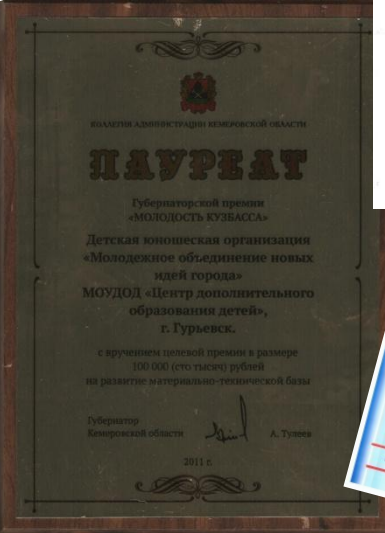 КОЛЛЕГИЯ АДМИНИСТРАЦИИ КЕМЕРОВСКОЙ ОБЛАСТИ
ЛАУРЕАТ
Губернаторской премии
«МОЛОДОСТЬ КУЗБАССА»
Детская юношеская организация
«Молодежное объединение новых
идей города»
МОУДОД «Центр дополнительного
образования детей»,
г. Гурьевск.
с вручением целевой премии в размере
100 000 (сто тысяч) рублей
на развитие материально-технической базы
Губернатор
Кемеровской области А. Тулеев
2011 г.